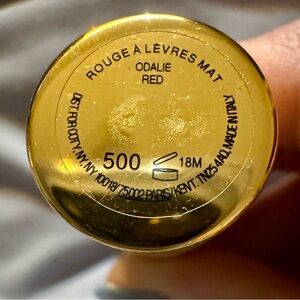 ROUGE À LÈVRES MAT
ODALIE
RED
500 18M
DIST. FOR COTY, NY, NY 10018/ 75002 PARIS/ KENT. TN25 4AQ. MADE IN ITALY